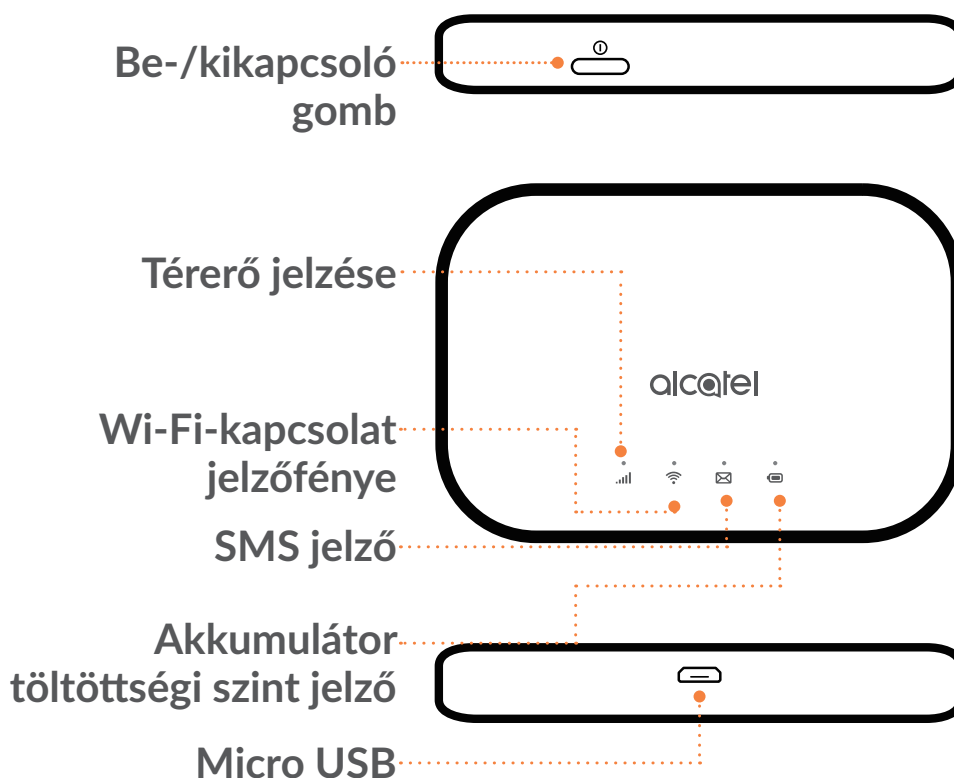 Be-/kikapcsoló
gomb
Térerő jelzése
alcatel
Wi-Fi-kapcsolat
jelzőfénye
SMS jelző
Akkumulátor
töltöttségi szint jelző
Micro USB